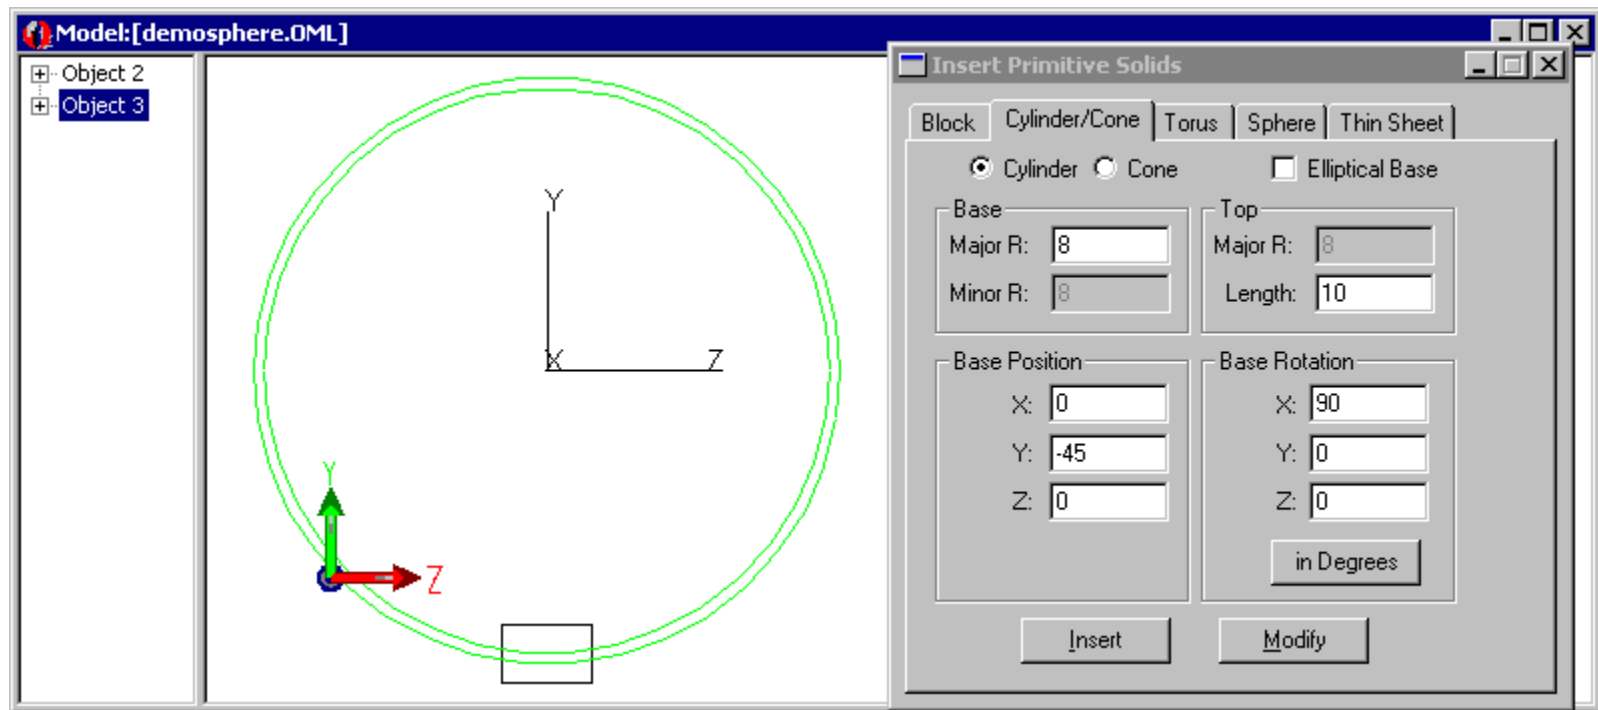 Model:[demosphere.OML]
Object 2
Object 3
Y
X
Z
Y
Z
Insert Primitive Solids
Block Cylinder/Cone Torus Sphere Thin Sheet
Cylinder Cone Elliptical Base
Base
Major R: 8
Minor R: 8
Top
Major R: 8
Length: 10
Base Position
X: 0
Y: -45
Z: 0
Base Rotation
X: 90
Y: 0
Z: 0
in Degrees
Insert Modify